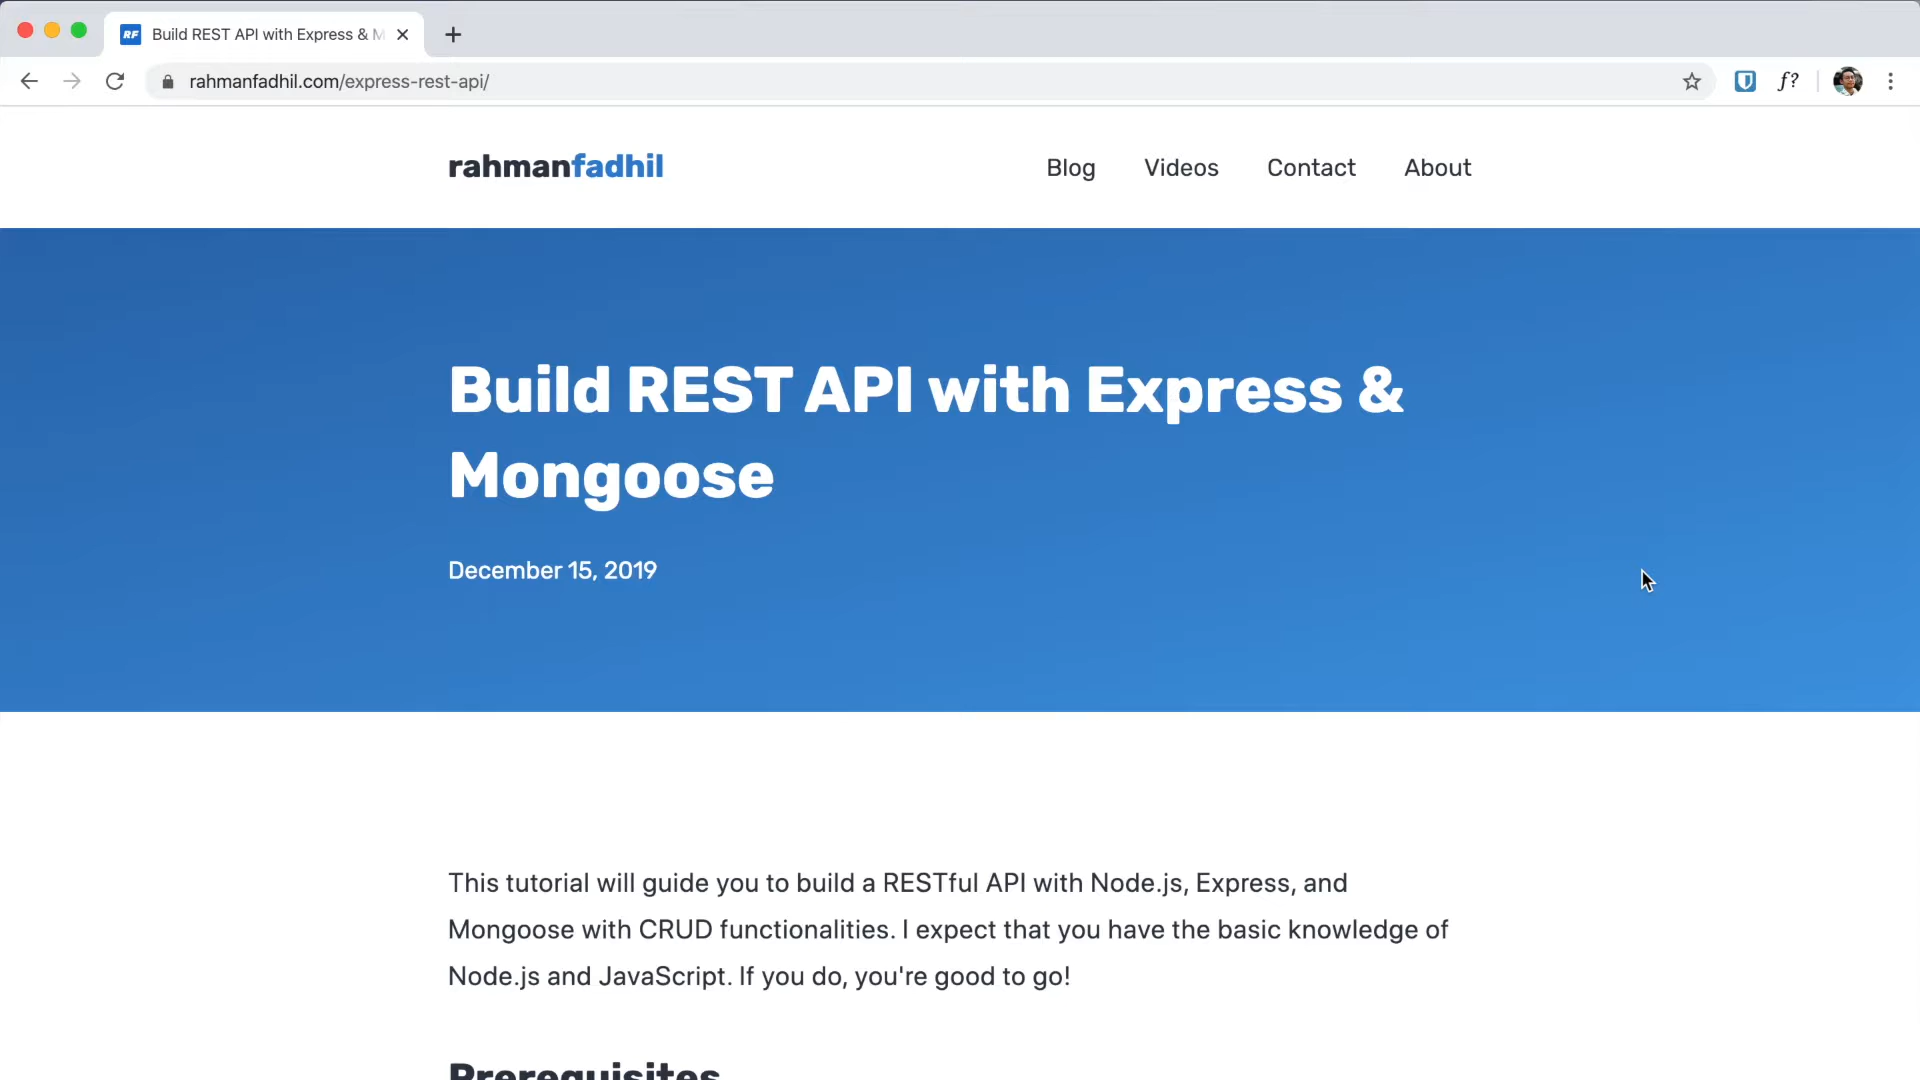 RF Build REST API with Express & M
rahmanfadhil.com/express-rest-api/
f?
rahmanfadhil
Blog Videos Contact About
Build REST API with Express &
Mongoose
December 15, 2019
This tutorial will guide you to build a RESTful API with Node.js, Express, and
Mongoose with CRUD functionalities. I expect that you have the basic knowledge of
Node.js and JavaScript. If you do, you're good to go!
Prerequisites